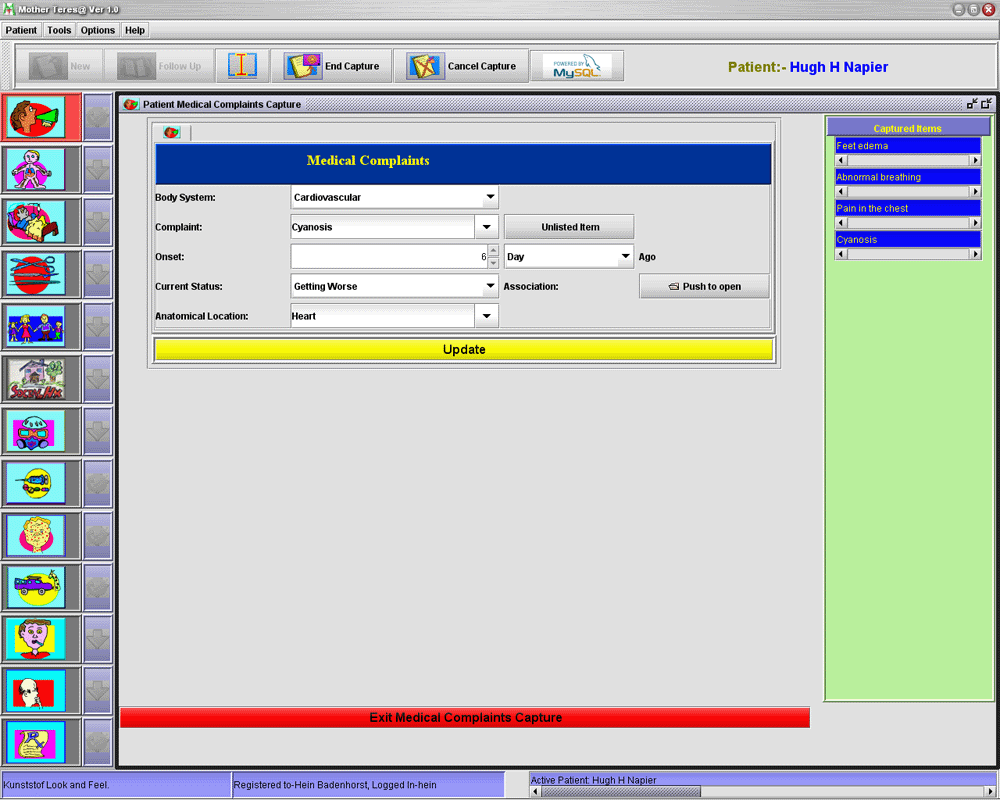 Mother Teres@ Ver 1.0
Patient Tools Options Help
New Follow Up End Capture Cancel Capture POWERED BY MySQL Patient:- Hugh H Napier
Patient Medical Complaints Capture
Captured Items
Medical Complaints
Body System: Cardiovascular
Complaint: Cyanosis Unlisted Item
Onset: 6 Day Ago
Current Status: Getting Worse Association: Push to open
Anatomical Location: Heart
Update
Feet edema
Abnormal breathing
Pain in the chest
Cyanosis
Exit Medical Complaints Capture
Kunststof Look and Feel. Registered to-Hein Badenhorst, Logged In-hein Active Patient: Hugh H Napier